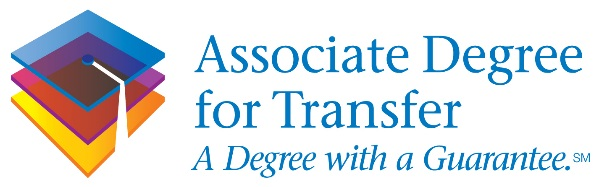 Associate Degree
for Transfer
A Degree with a Guarantee.℠